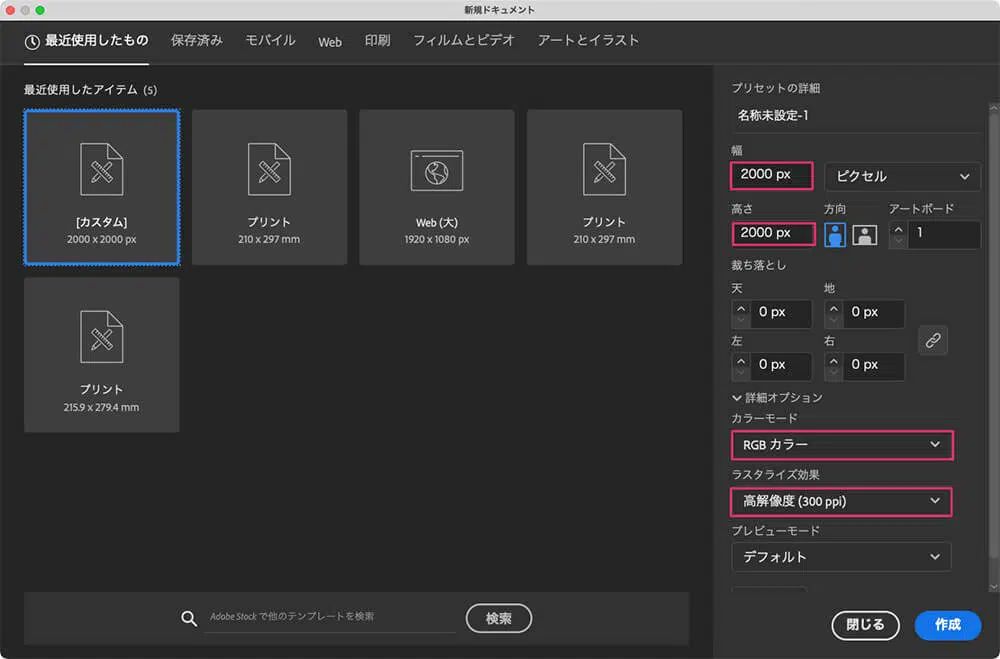 新規ドキュメント
最近使用したもの 保存済み モバイル Web 印刷 フィルムとビデオ アートとイラスト
最近使用したアイテム (5)
[カスタム]
2000 x 2000 px
プリント
210 x 297 mm
Web (大)
1920 x 1080 px
プリント
210 x 297 mm
プリント
215.9 x 279.4 mm
Adobe Stock で他のテンプレートを検索
検索
プリセットの詳細
名称未設定-1
幅
2000 px ピクセル
高さ 方向 アートボード
2000 px 1
裁ち落とし
天 地
0 px 0 px
左 右
0 px 0 px
詳細オプション
カラーモード
RGB カラー
ラスタライズ効果
高解像度 (300 ppi)
プレビューモード
デフォルト
閉じる 作成